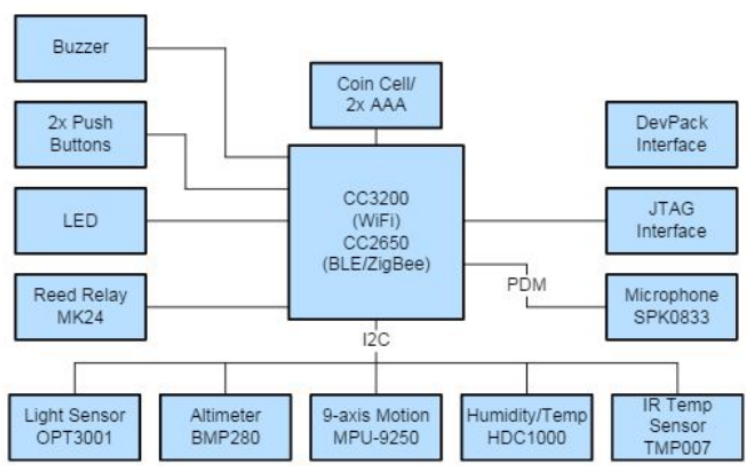 Buzzer
Coin Cell/
2x AAA
2x Push
Buttons
DevPack
Interface
CC3200
(WiFi)
CC2650
(BLE/ZigBee)
LED
JTAG
Interface
Reed Relay
MK24
PDM
Microphone
SPK0833
I2C
Light Sensor
OPT3001
Altimeter
BMP280
9-axis Motion
MPU-9250
Humidity/Temp
HDC1000
IR Temp
Sensor
TMP007